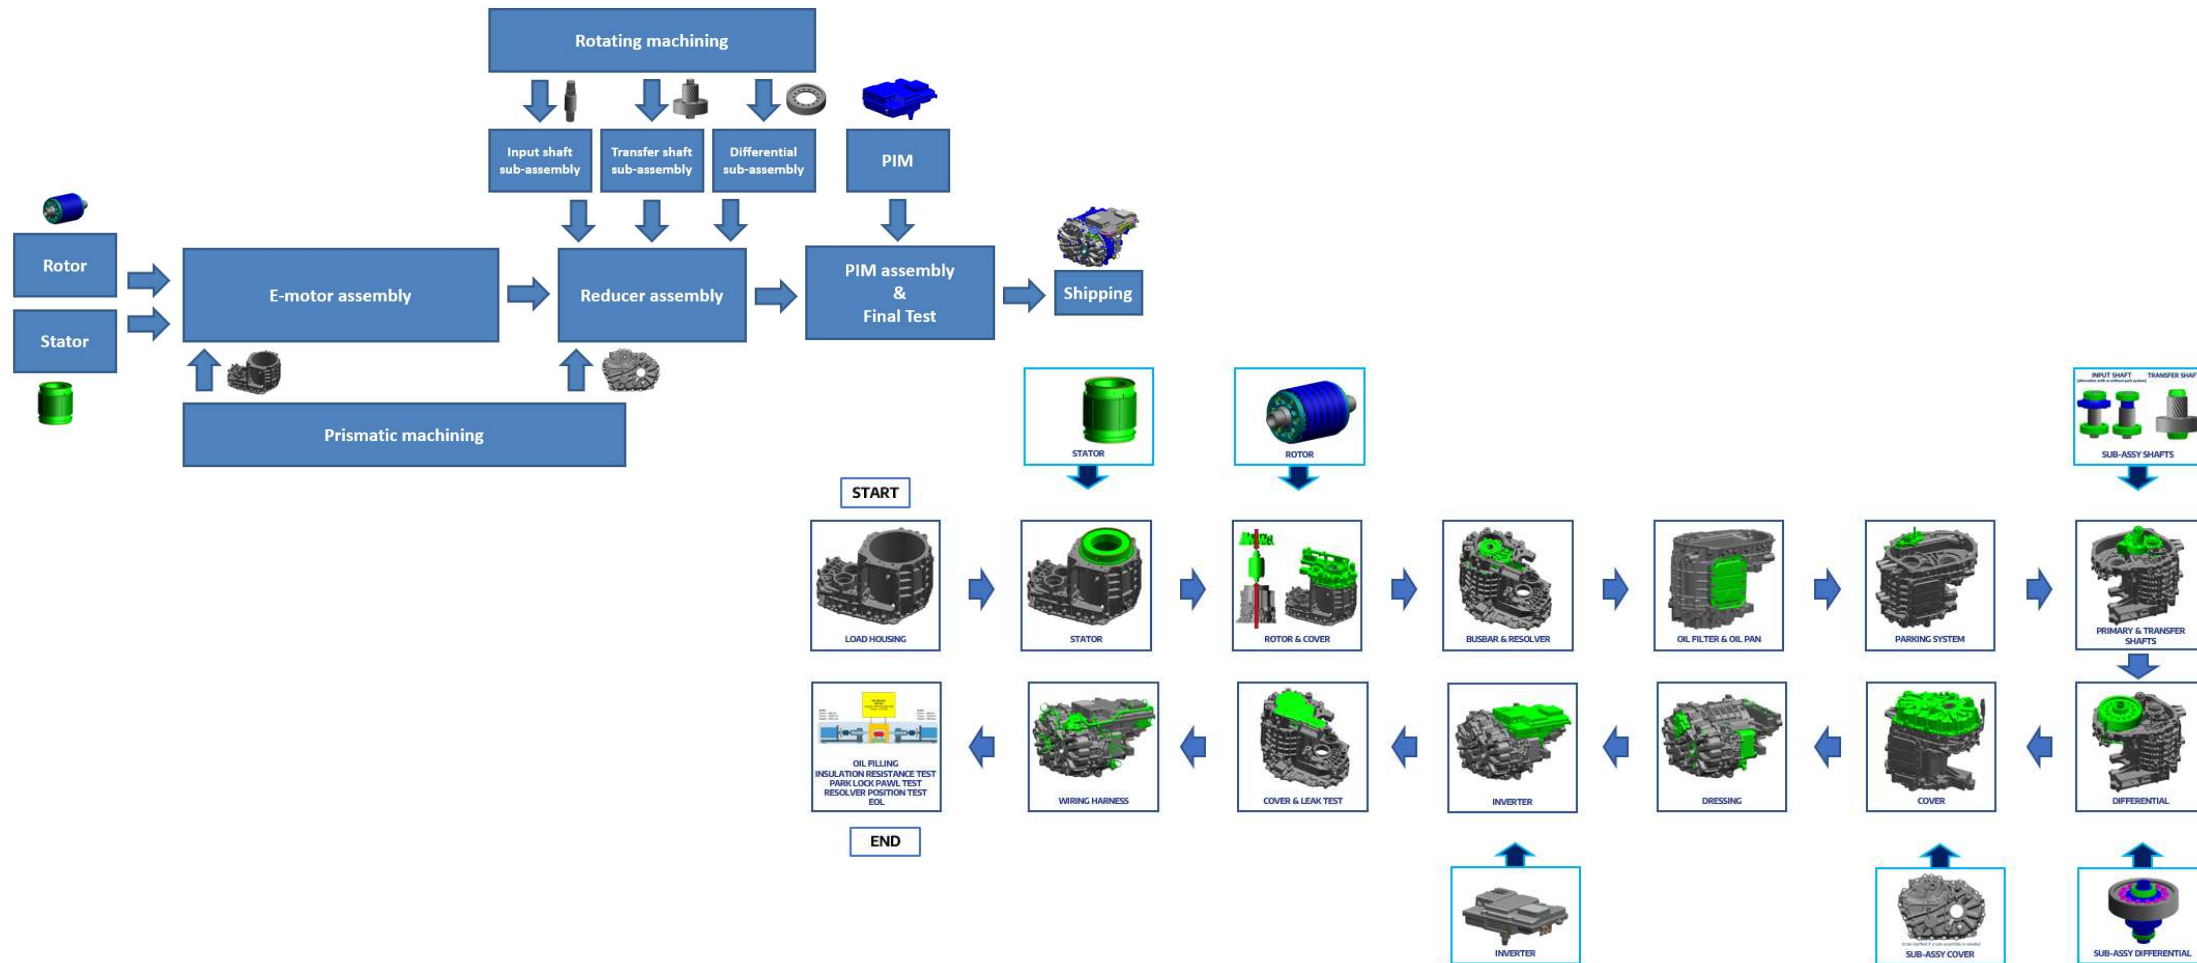 Rotating machining
Input shaft
sub-assembly
Transfer shaft
sub-assembly
Differential
sub-assembly
PIM
Rotor
Stator
E-motor assembly
Reducer assembly
PIM assembly
&
Final Test
Shipping
Prismatic machining
STATOR
ROTOR
INPUT SHAFT
TRANSFER SHAFT
SUB-ASSY SHAFTS
START
LOAD HOUSING
STATOR
ROTOR & COVER
BUSBAR & RESOLVER
OIL FILTER & OIL PAN
PARKING SYSTEM
PRIMARY & TRANSFER
SHAFTS
OIL FILLING
INSULATION RESISTANCE TEST
PARK LOCK PAWL TEST
RESOLVER POSITION TEST
EOL
WIRING HARNESS
COVER & LEAK TEST
INVERTER
DRESSING
COVER
DIFFERENTIAL
END
INVERTER
SUB-ASSY COVER
SUB-ASSY DIFFERENTIAL